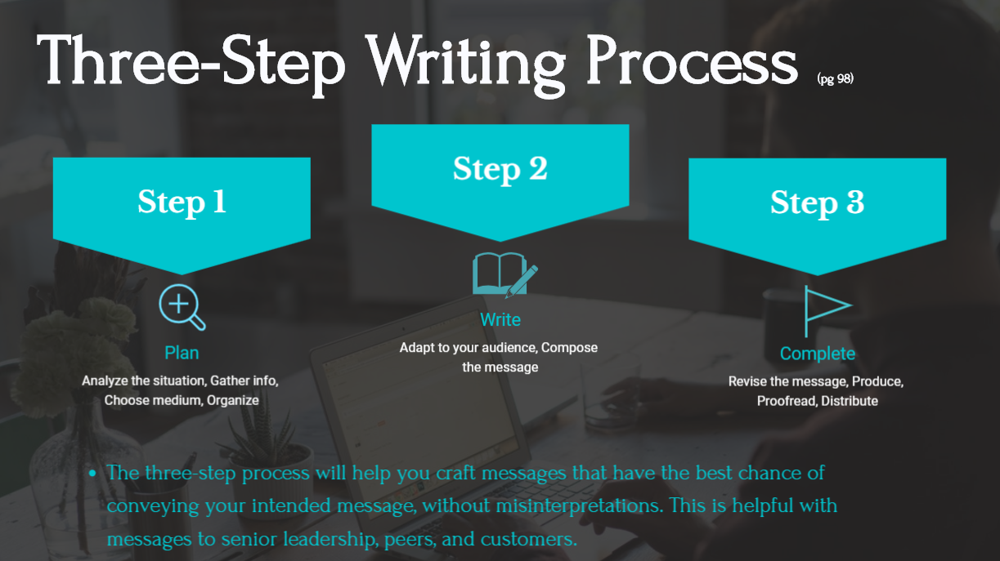 Three-Step Writing Process (pg 98)
Step 1
Plan
Analyze the situation, Gather info,
Choose medium, Organize
Step 2
Write
Adapt to your audience, Compose
the message
Step 3
Complete
Revise the message, Produce,
Proofread, Distribute
• The three-step process will help you craft messages that have the best chance of
conveying your intended message, without misinterpretations. This is helpful with
messages to senior leadership, peers, and customers.